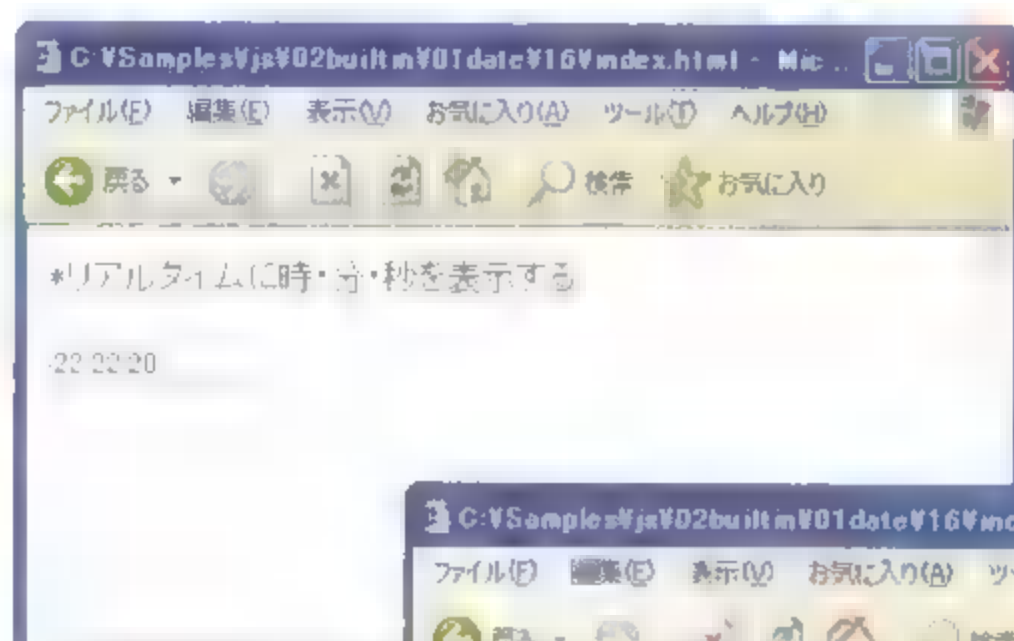 C:¥Samples¥js¥02builtin¥01date¥16¥index.html - Mic...
ファイル(F) 編集(E) 表示(V) お気に入り(A) ツール(T) ヘルプ(H)
戻る 検索 お気に入り
*リアルタイムに時・分・秒を表示する
22:22:20
C:¥Samples¥js¥02builtin¥01date¥16¥inc
ファイル(F) 編集(E) 表示(V) お気に入り(A) ツ